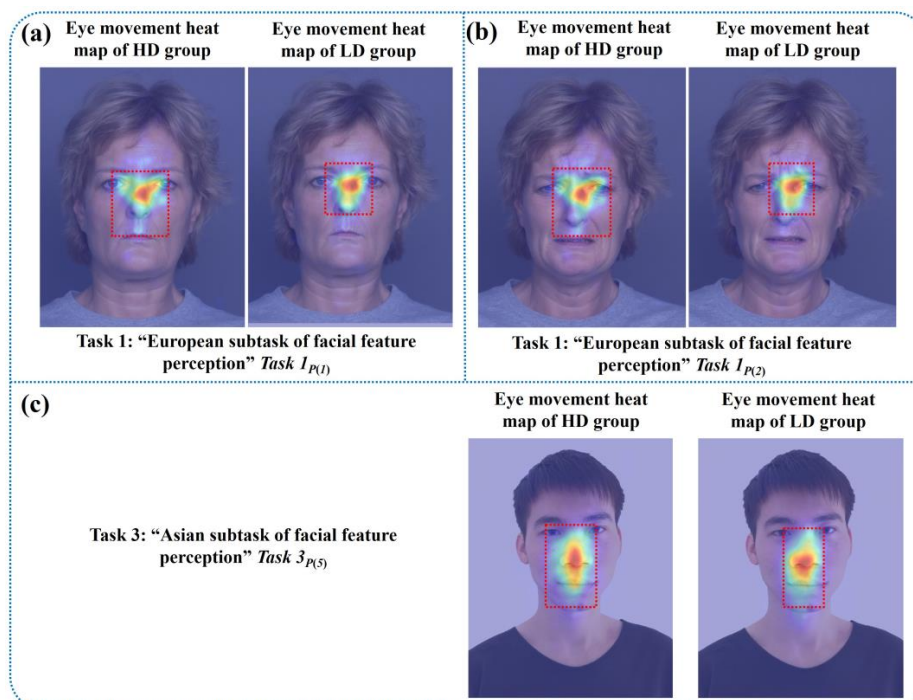 (a)
Eye movement heat
map of HD group
Eye movement heat
map of LD group
Task 1: “European subtask of facial feature
perception” Task 1P(1)
(b)
Eye movement heat
map of HD group
Eye movement heat
map of LD group
Task 1: “European subtask of facial feature
perception” Task 1P(2)
(c)
Task 3: “Asian subtask of facial feature
perception” Task 3P(5)
Eye movement heat
map of HD group
Eye movement heat
map of LD group